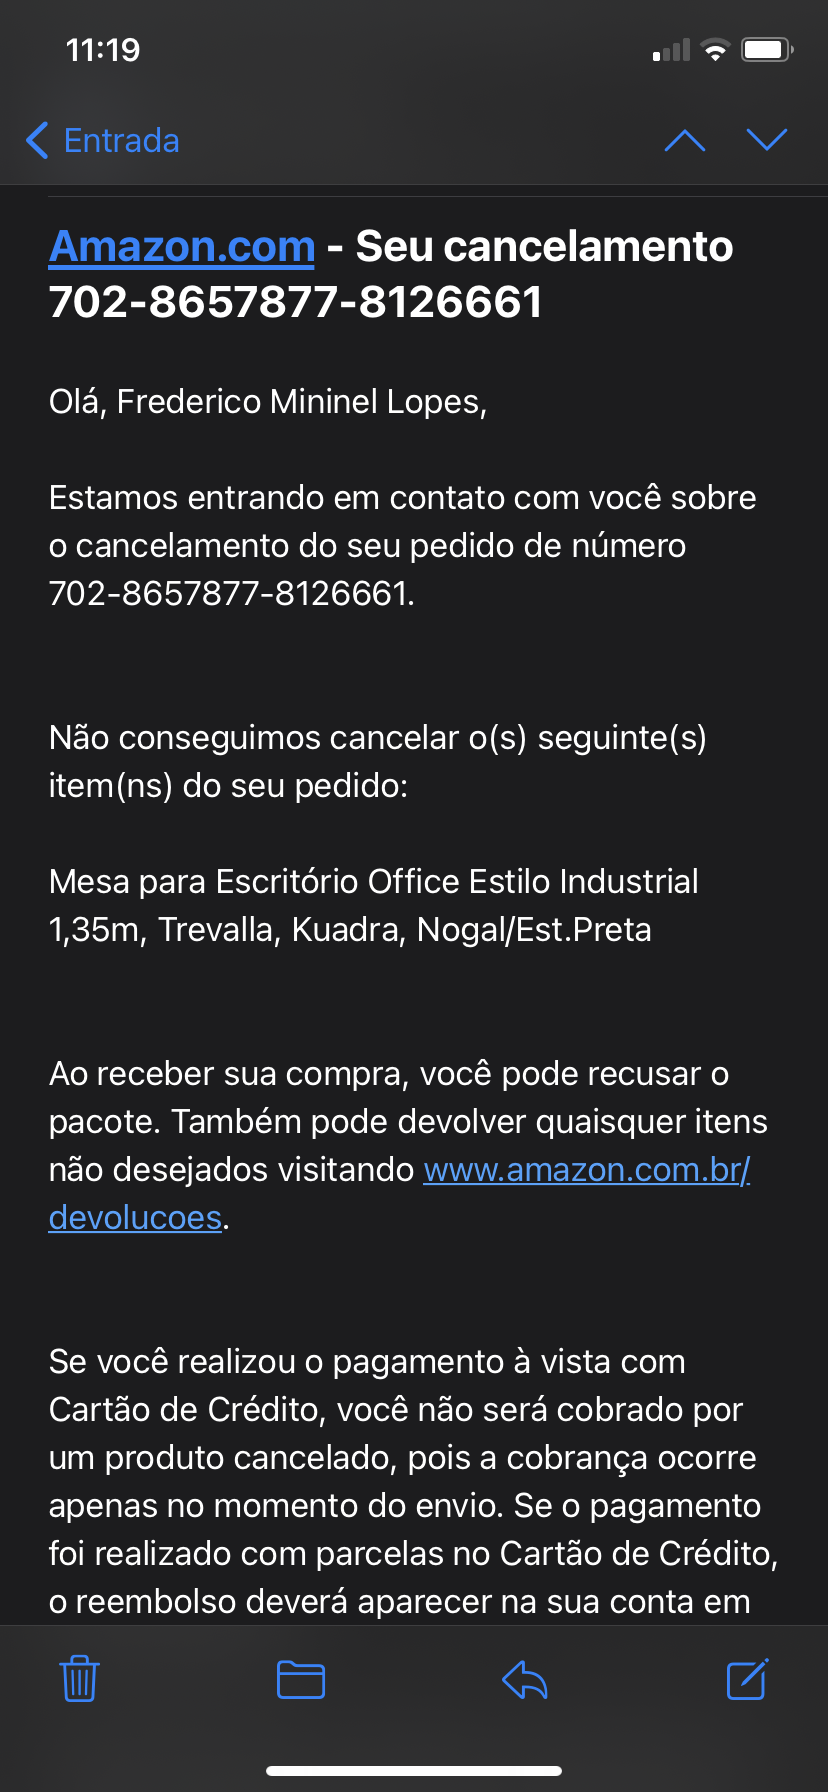 11:19
Entrada
Amazon.com - Seu cancelamento
702-8657877-8126661
Olá, Frederico Mininel Lopes,
Estamos entrando em contato com você sobre
o cancelamento do seu pedido de número
702-8657877-8126661.
Não conseguimos cancelar o(s) seguinte(s)
item(ns) do seu pedido:
Mesa para Escritório Office Estilo Industrial
1,35m, Trevalla, Kuadra, Nogal/Est.Preta
Ao receber sua compra, você pode recusar o
pacote. Também pode devolver quaisquer itens
não desejados visitando www.amazon.com.br/
devolucoes.
Se você realizou o pagamento à vista com
Cartão de Crédito, você não será cobrado por
um produto cancelado, pois a cobrança ocorre
apenas no momento do envio. Se o pagamento
foi realizado com parcelas no Cartão de Crédito,
o reembolso deverá aparecer na sua conta em